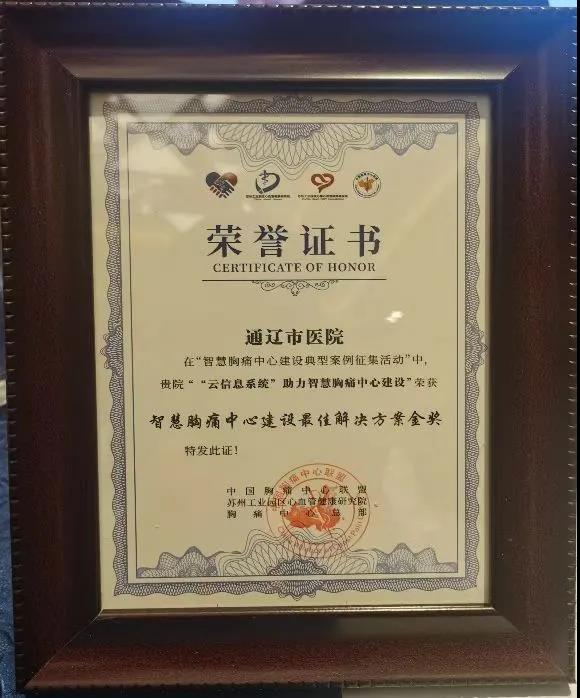 荣誉证书
CERTIFICATE OF HONOR
通辽市医院
在“智慧胸痛中心建设典型案例征集活动”中,
贵院“ “云信息系统”助力智慧胸痛中心建设”荣获
智慧胸痛中心建设最佳解决方案金奖
特发此证!
中国胸痛中心联盟
苏州工业园区心血管健康研究院
胸痛中心总部